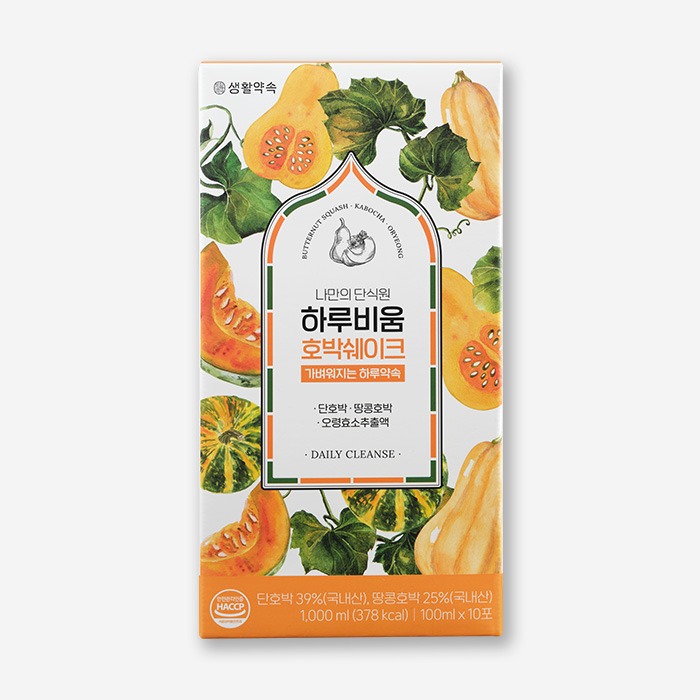 생활약속
BUTTERNUT SQUASH · KABOCHA · OBYEONG
나만의 단식원
하루비움
호박쉐이크
가벼워지는 하루약속
· 단호박 · 땅콩호박
· 오령효소추출액
· DAILY CLEANSE ·
HACCP
단호박 39%(국내산), 땅콩호박 25%(국내산)
1,000 ml (378 kcal) | 100ml x 10포